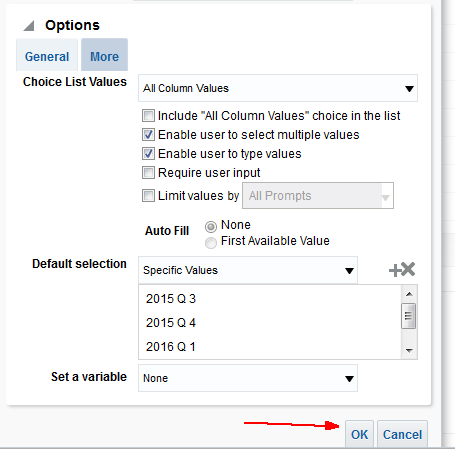 Options
General More
Choice List Values All Column Values
Include "All Column Values" choice in the list
Enable user to select multiple values
Enable user to type values
Require user input
Limit values by All Prompts
Auto Fill None
First Available Value
Default selection Specific Values
2015 Q 3
2015 Q 4
2016 Q 1
Set a variable None
OK Cancel